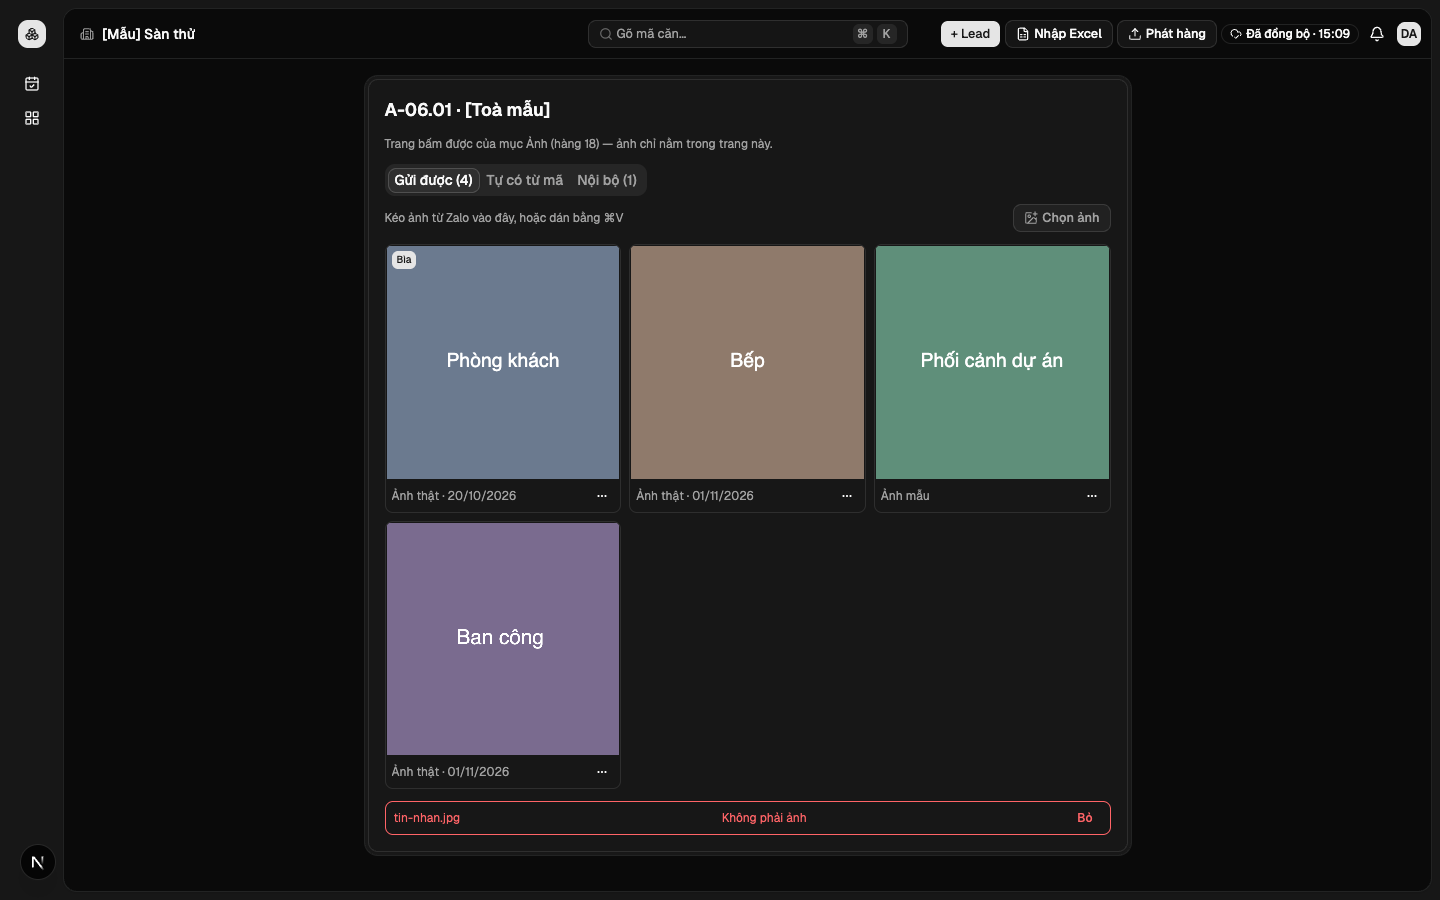 [Mẫu] Sàn thử
Gõ mã căn...
⌘ K
+ Lead
Nhập Excel
Phát hàng
Đã đồng bộ · 15:09
DA
A-06.01 · [Toà mẫu]
Trang bấm được của mục Ảnh (hàng 18) — ảnh chỉ nằm trong trang này.
Gửi được (4)
Tự có từ mã
Nội bộ (1)
Kéo ảnh từ Zalo vào đây, hoặc dán bằng ⌘V
Chọn ảnh
Bìa
Phòng khách
Bếp
Phối cảnh dự án
Ảnh thật · 20/10/2026
Ảnh thật · 01/11/2026
Ảnh mẫu
Ban công
Ảnh thật · 01/11/2026
tin-nhan.jpg
Không phải ảnh
Bỏ
N